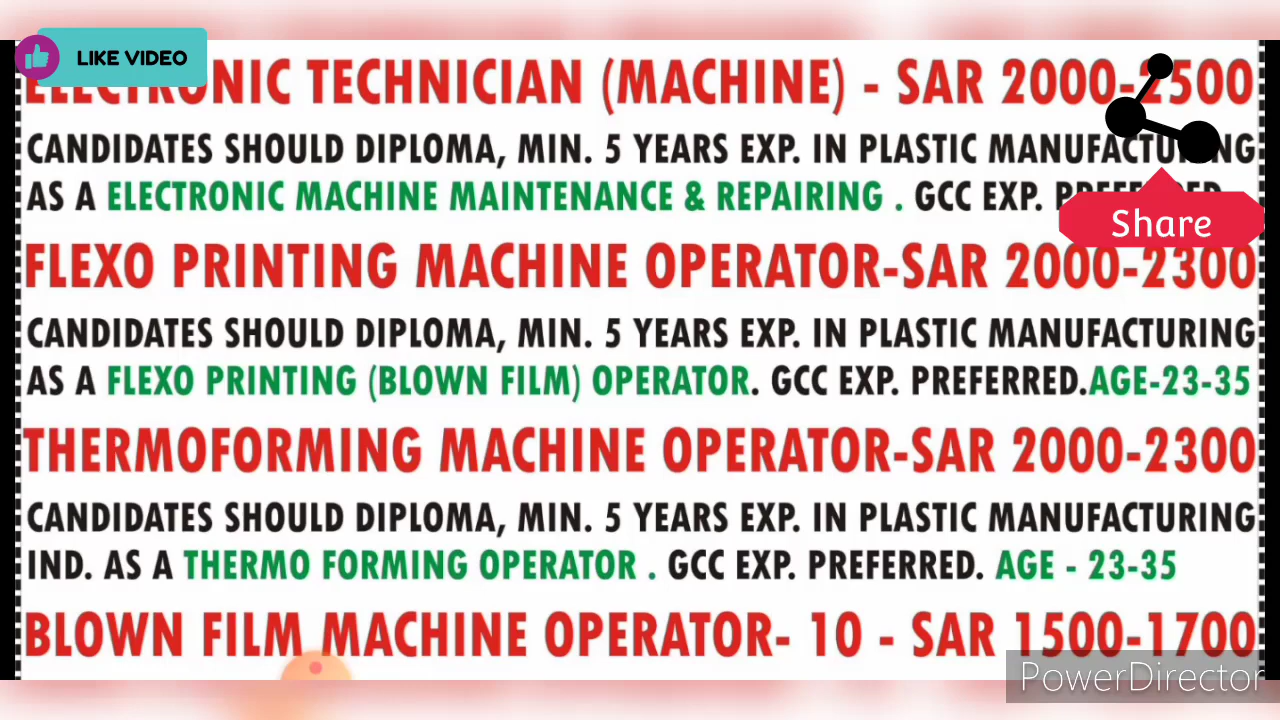 LIKE VIDEO
ELECTRONIC TECHNICIAN (MACHINE) - SAR 2000-2500
CANDIDATES SHOULD DIPLOMA, MIN. 5 YEARS EXP. IN PLASTIC MANUFACTURING
AS A ELECTRONIC MACHINE MAINTENANCE & REPAIRING . GCC EXP. PREFERRED
Share
FLEXO PRINTING MACHINE OPERATOR-SAR 2000-2300
CANDIDATES SHOULD DIPLOMA, MIN. 5 YEARS EXP. IN PLASTIC MANUFACTURING
AS A FLEXO PRINTING (BLOWN FILM) OPERATOR. GCC EXP. PREFERRED.AGE-23-35
THERMOFORMING MACHINE OPERATOR-SAR 2000-2300
CANDIDATES SHOULD DIPLOMA, MIN. 5 YEARS EXP. IN PLASTIC MANUFACTURING
IND. AS A THERMO FORMING OPERATOR . GCC EXP. PREFERRED. AGE - 23-35
BLOWN FILM MACHINE OPERATOR- 10 - SAR 1500-1700
PowerDirector